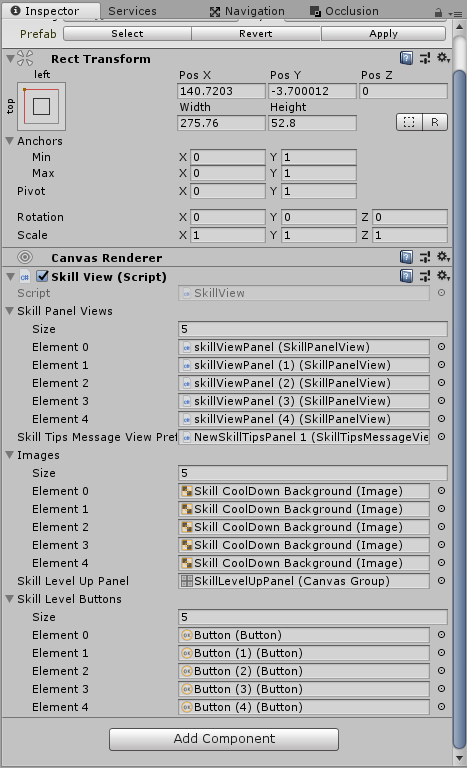 Inspector Services Navigation Occlusion
Prefab Select Revert Apply
Rect Transform
left Pos X Pos Y Pos Z
top 140.7203 -3.700012 0
Width Height
275.76 52.8 R
Anchors
Min X 0 Y 1
Max X 0 Y 1
Pivot X 0 Y 1
Rotation X 0 Y 0 Z 0
Scale X 1 Y 1 Z 1
Canvas Renderer
Skill View (Script)
Script SkillView
Skill Panel Views
Size 5
Element 0 skillViewPanel (SkillPanelView)
Element 1 skillViewPanel (1) (SkillPanelView)
Element 2 skillViewPanel (2) (SkillPanelView)
Element 3 skillViewPanel (3) (SkillPanelView)
Element 4 skillViewPanel (4) (SkillPanelView)
Skill Tips Message View Pref NewSkillTipsPanel 1 (SkillTipsMessageVie
Images
Size 5
Element 0 Skill CoolDown Background (Image)
Element 1 Skill CoolDown Background (Image)
Element 2 Skill CoolDown Background (Image)
Element 3 Skill CoolDown Background (Image)
Element 4 Skill CoolDown Background (Image)
Skill Level Up Panel SkillLevelUpPanel (Canvas Group)
Skill Level Buttons
Size 5
Element 0 Button (Button)
Element 1 Button (1) (Button)
Element 2 Button (2) (Button)
Element 3 Button (3) (Button)
Element 4 Button (4) (Button)
Add Component